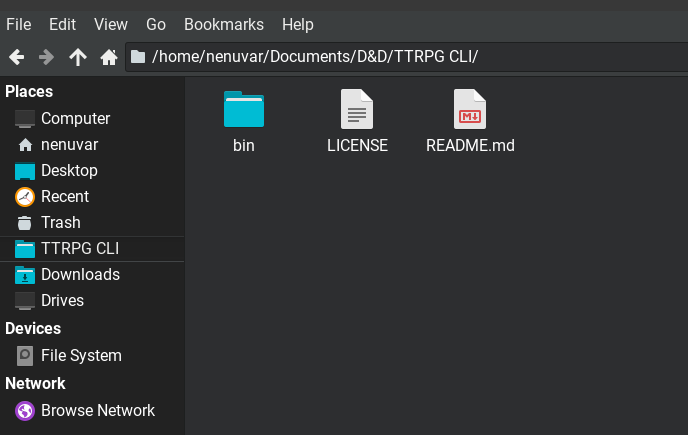 File Edit View Go Bookmarks Help
/home/nenuvar/Documents/D&D/TTRPG CLI/
Places
Computer
nenuvar
Desktop
Recent
Trash
TTRPG CLI
Downloads
Drives
Devices
File System
Network
Browse Network
bin
LICENSE
M
README.md